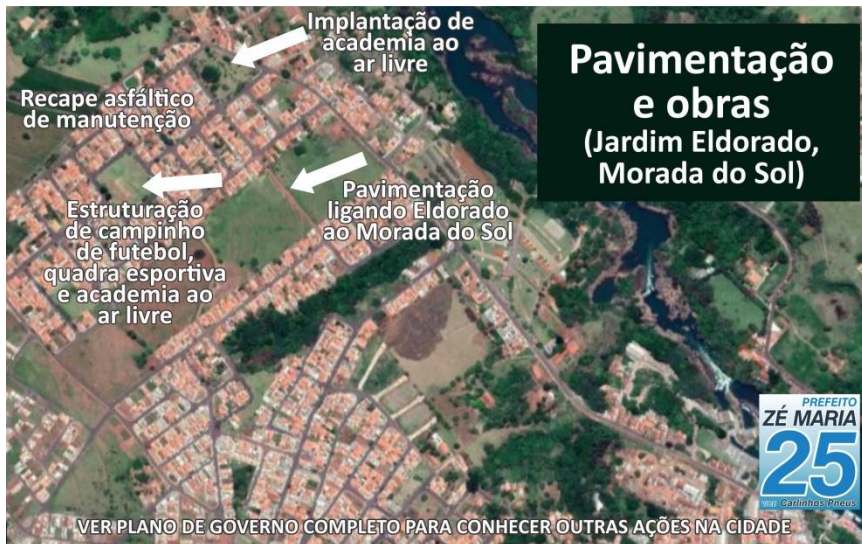 Implantação de
academia ao
ar livre
Pavimentação
e obras
(Jardim Eldorado,
Morada do Sol)
Recape asfáltico
de manutenção
Estruturação
de campinho
de futebol,
quadra esportiva
e academia ao
ar livre
Pavimentação
ligando Eldorado
ao Morada do Sol
PREFEITO
ZÉ MARIA
25
VICE Carlinhos Pneus
VER PLANO DE GOVERNO COMPLETO PARA CONHECER OUTRAS AÇÕES NA CIDADE